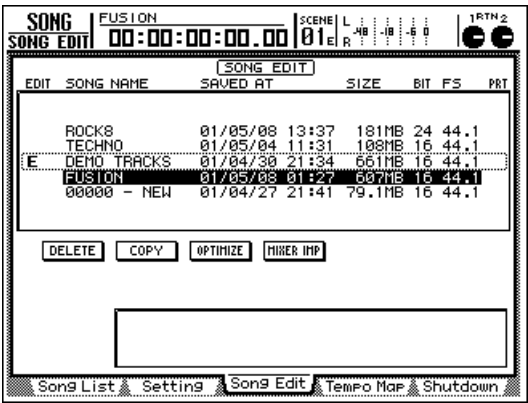 SONG FUSION SCENE L 1RTN2
SONG EDIT 00:00:00:00.00 01E R -48 -18 -6 0
SONG EDIT
EDIT SONG NAME SAVED AT SIZE BIT FS PRT
ROCK8 01/05/08 13:37 181MB 24 44.1
TECHNO 01/05/04 11:31 108MB 16 44.1
E DEMO TRACKS 01/04/30 21:34 661MB 16 44.1
FUSION 01/05/08 01:27 607MB 16 44.1
00000 - NEW 01/04/27 21:41 79.1MB 16 44.1
DELETE COPY OPTIMIZE MIXER IMP
Song List Setting Song Edit Tempo Map Shutdown